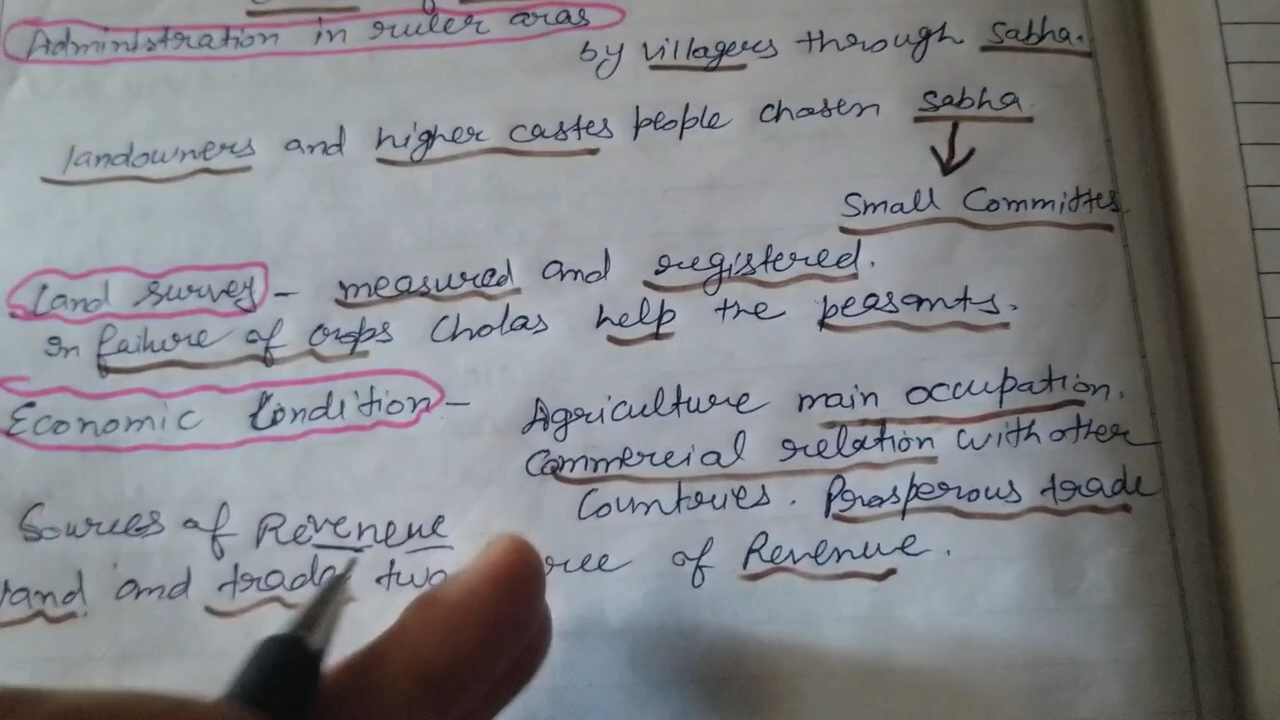 Administration in ruler aras
by villagers through sabha.
landowners and higher castes people chosen sabha
Small Committes.
Land survey - measured and registered.
In failure of crops Cholas help the peasants.
Economic Condition - Agriculture main occupation.
Commercial relation with other
Countries. Prosperous trade
Sources of Reveneue
land and trade two of Revenue.